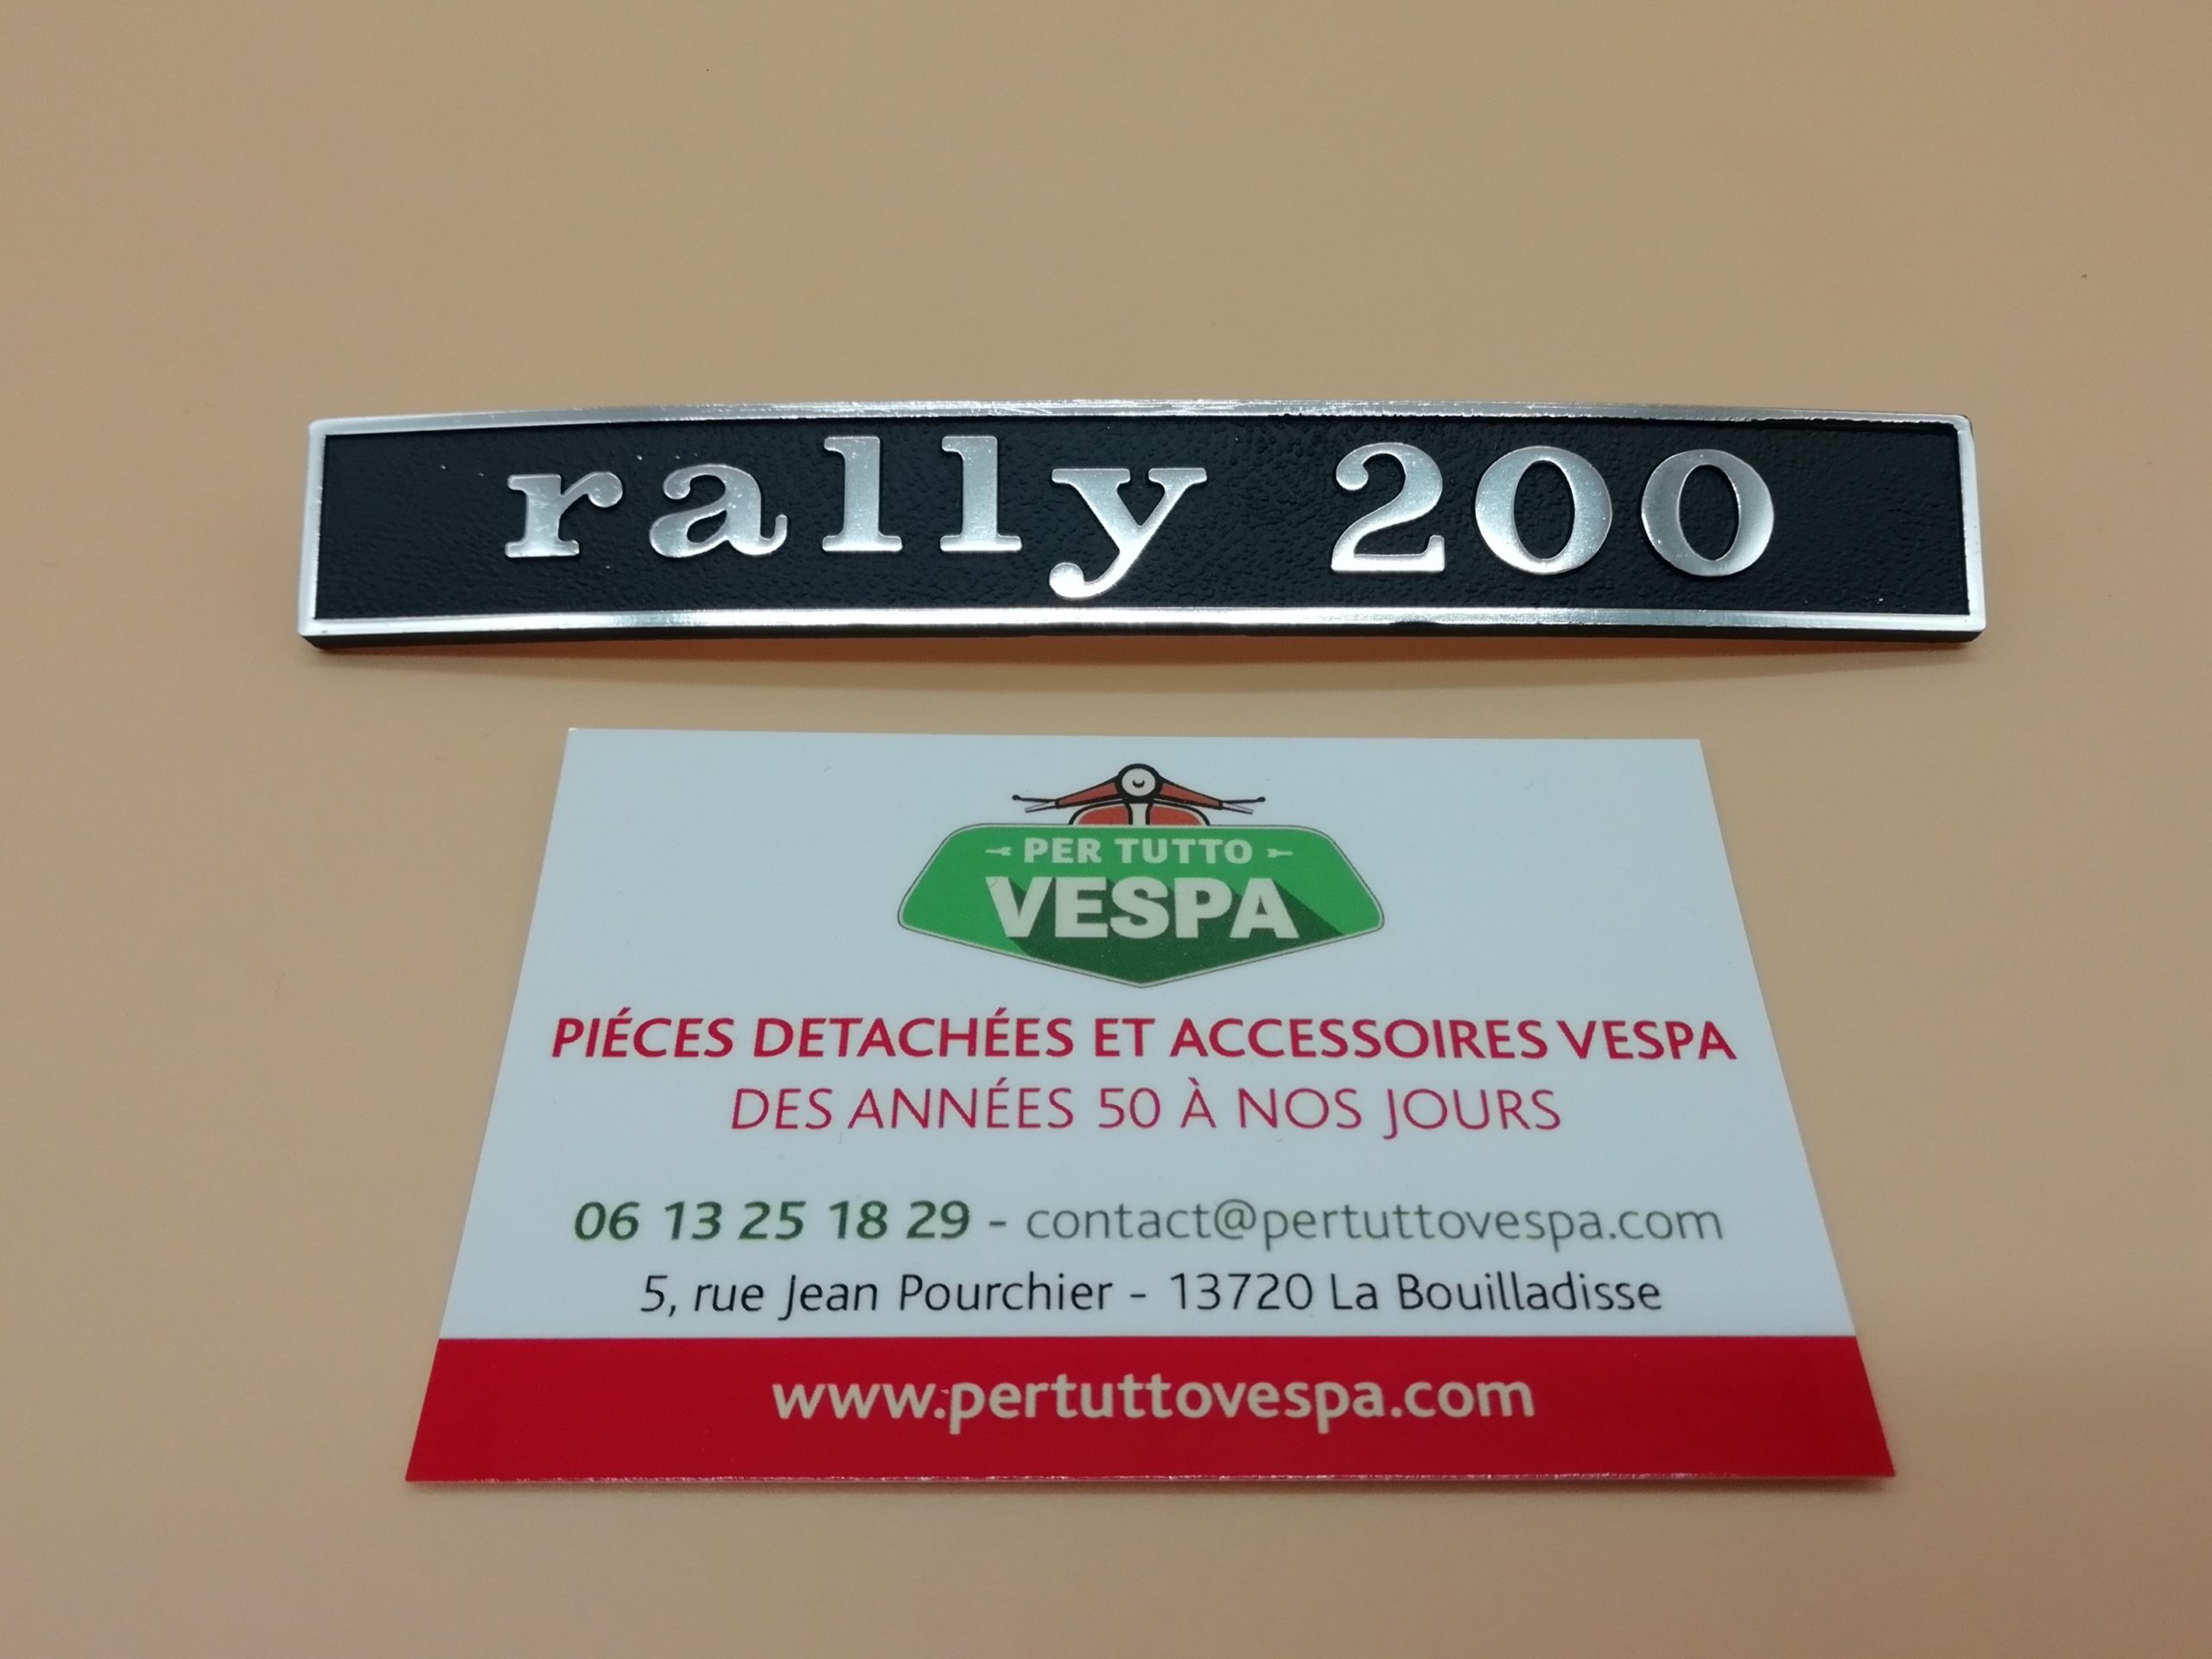 rally 200
PER TUTTO
VESPA
PIÉCES DETACHÉES ET ACCESSOIRES VESPA
DES ANNÉES 50 À NOS JOURS
06 13 25 18 29 - contact@pertuttovespa.com
5, rue Jean Pourchier - 13720 La Bouilladisse
www.pertuttovespa.com